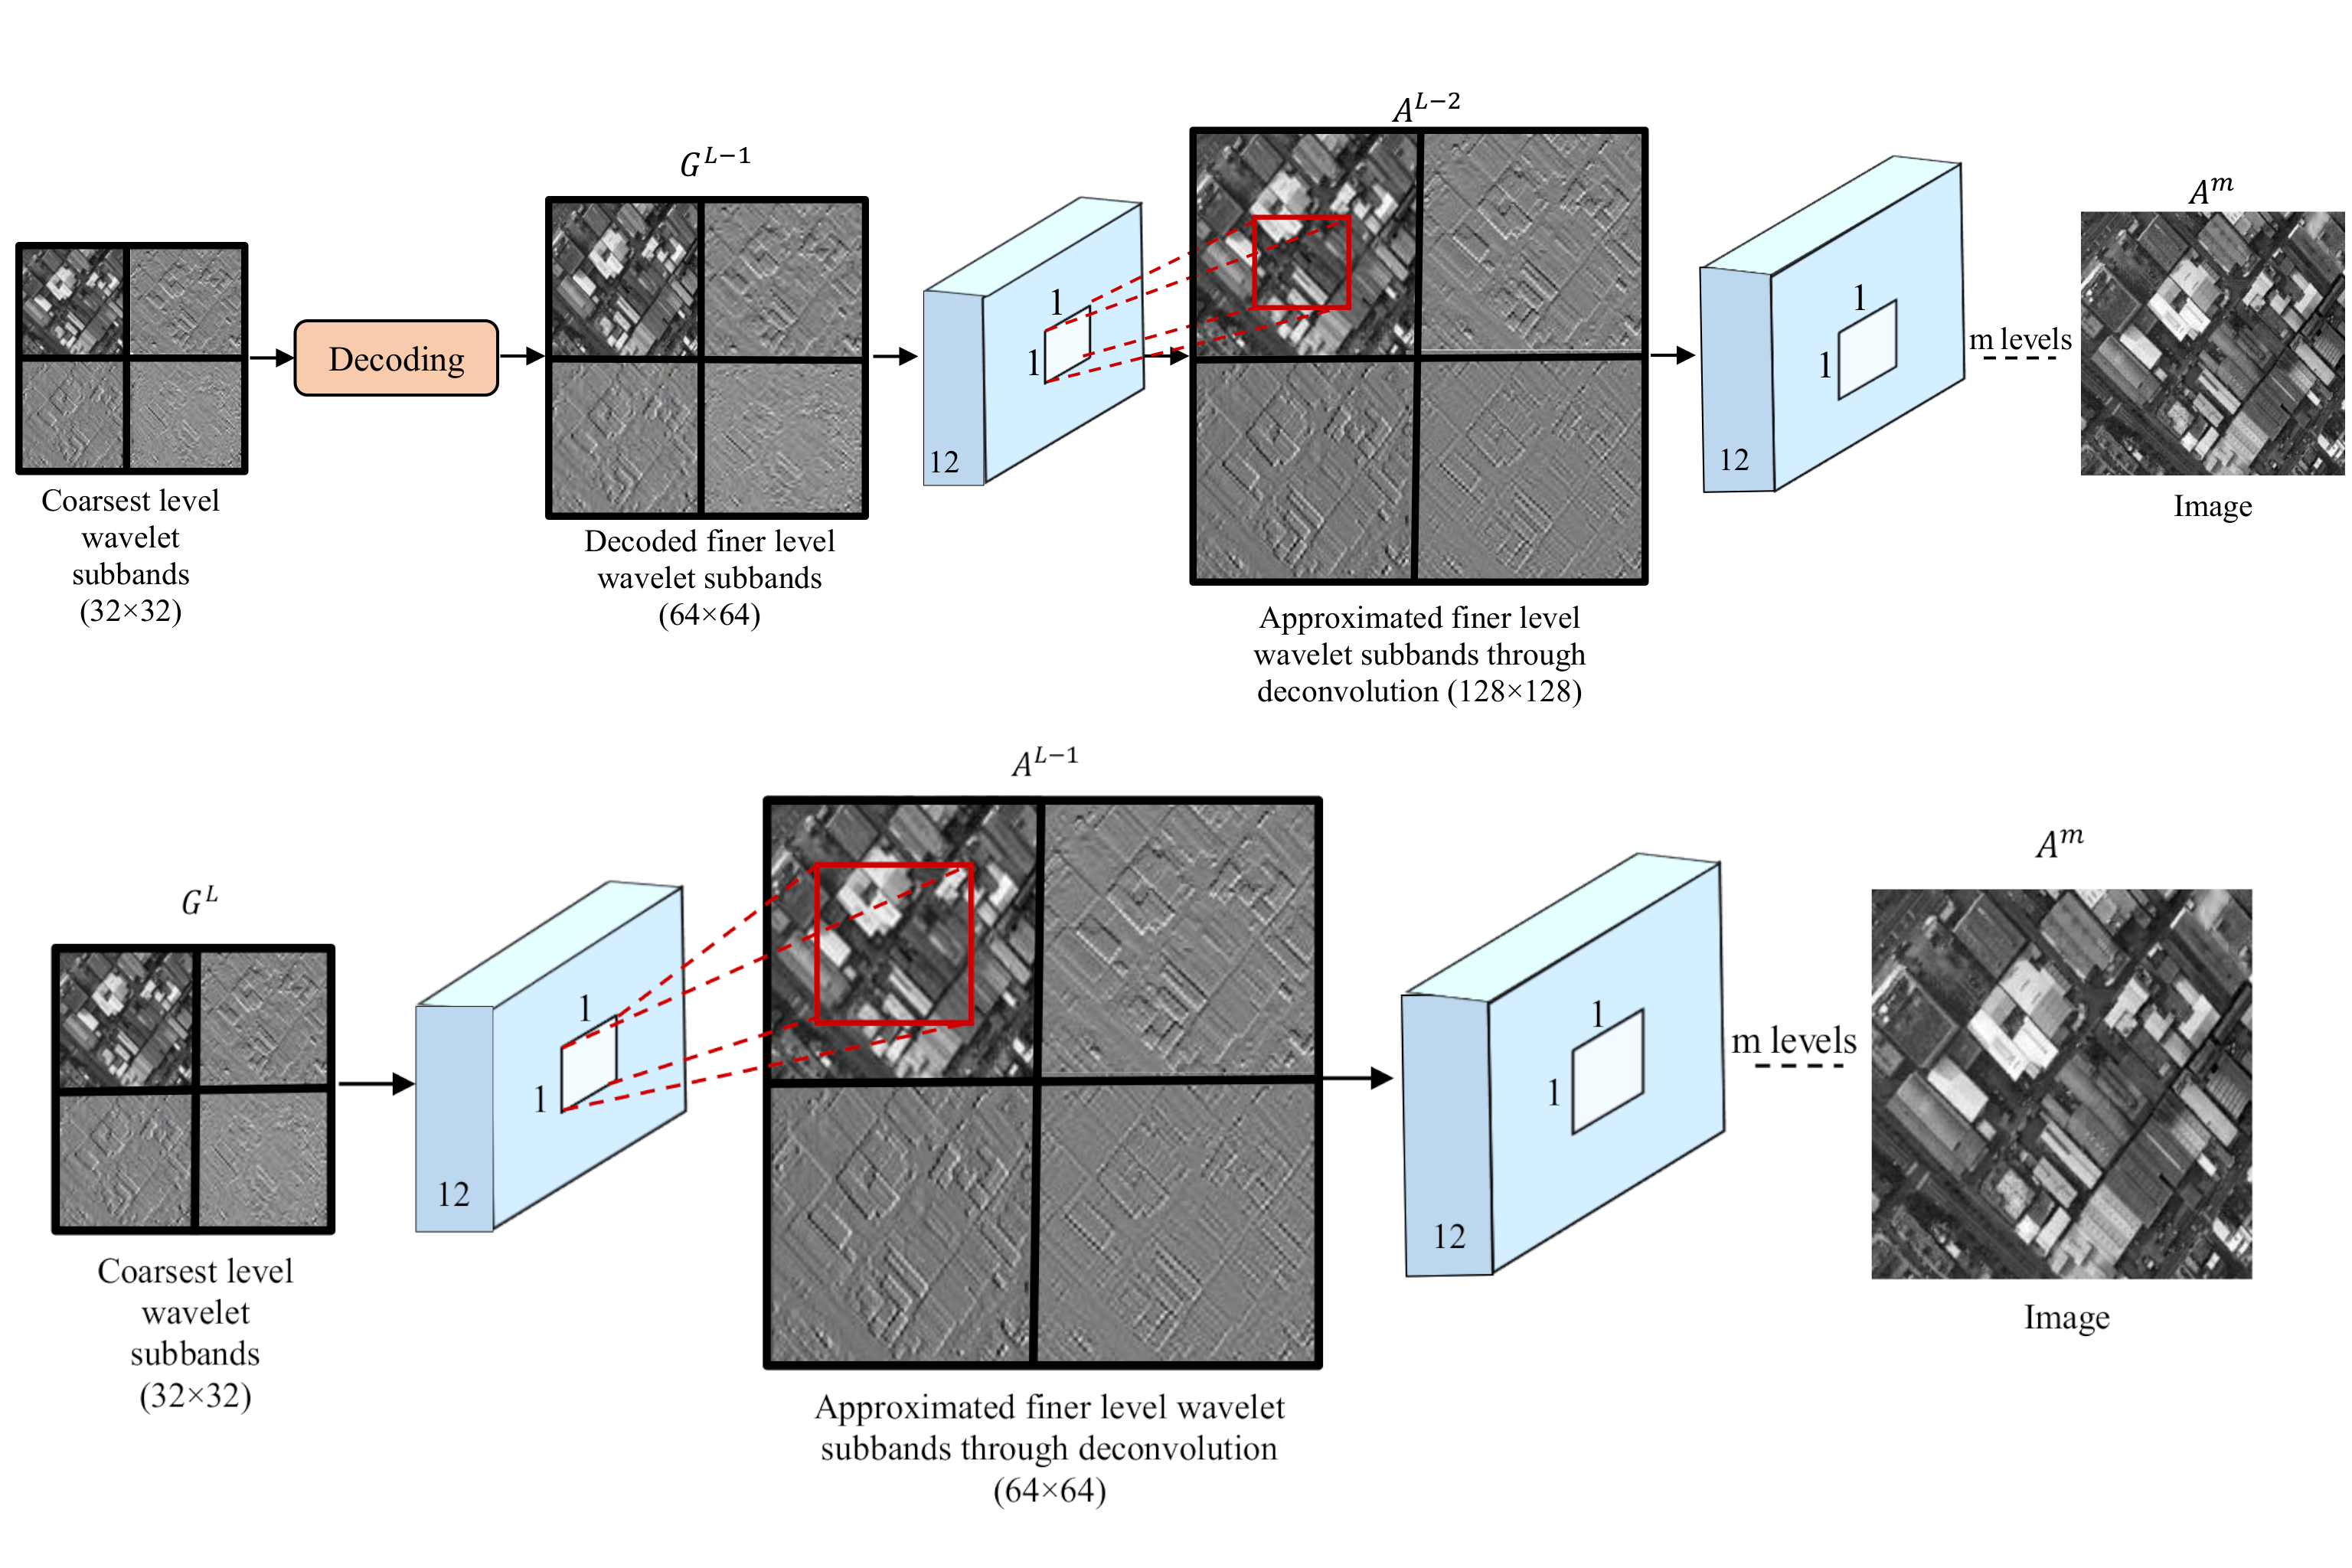 Coarsest level
wavelet
subbands
(32×32)
Decoding
G^{L−1}
Decoded finer level
wavelet subbands
(64×64)
1
1
12
A^{L−2}
Approximated finer level
wavelet subbands through
deconvolution (128×128)
1
1
12
m levels
A^m
Image
G^L
Coarsest level
wavelet
subbands
(32×32)
1
1
12
A^{L−1}
Approximated finer level wavelet
subbands through deconvolution
(64×64)
1
1
12
m levels
A^m
Image